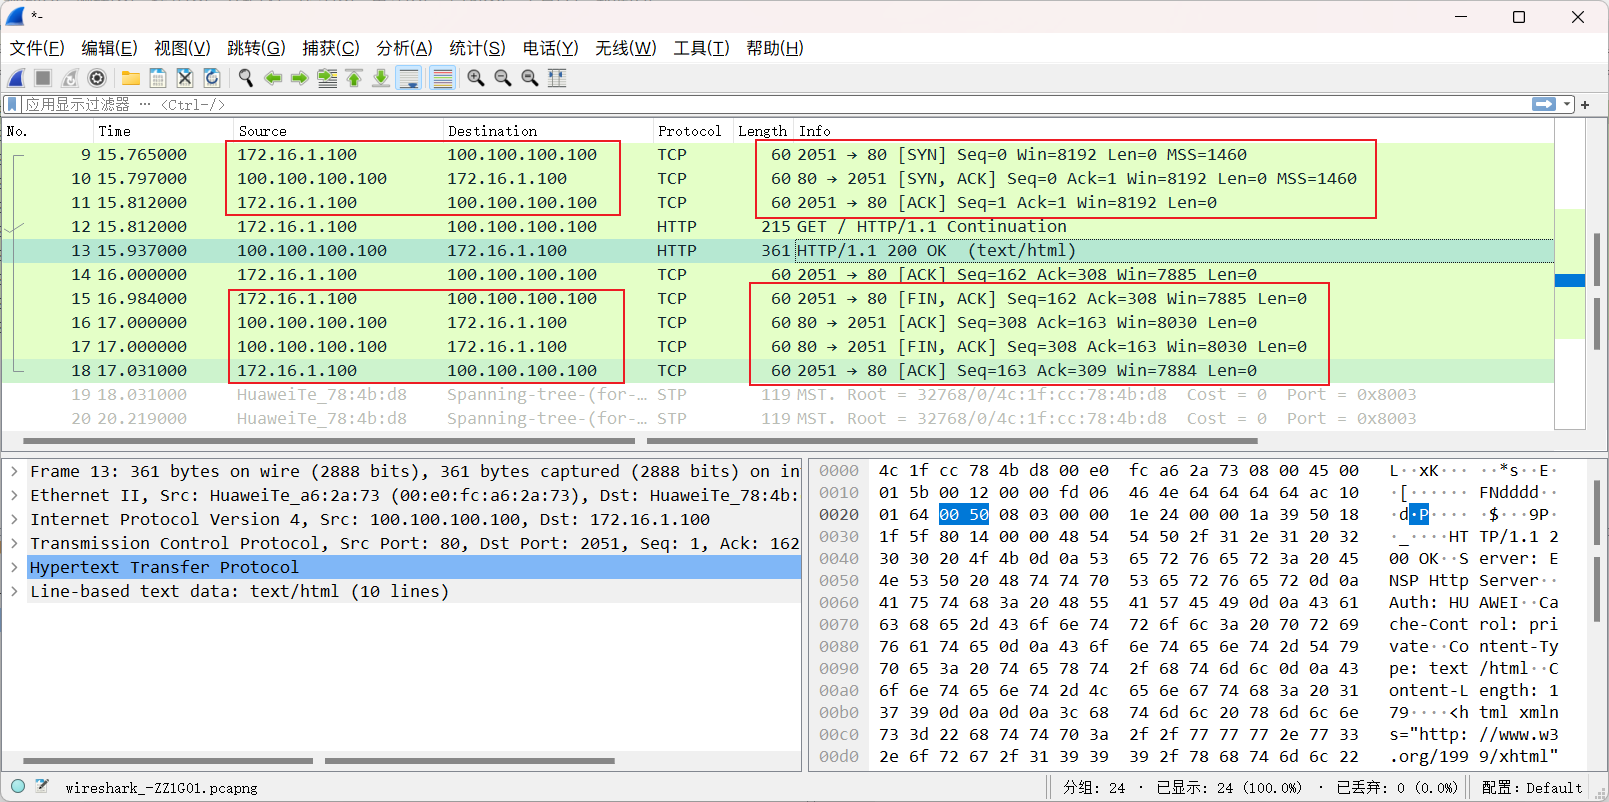 *-
文件(F) 编辑(E) 视图(V) 跳转(G) 捕获(C) 分析(A) 统计(S) 电话(Y) 无线(W) 工具(T) 帮助(H)
应用显示过滤器 … <Ctrl-/>
No. Time Source Destination Protocol Length Info
9 15.765000 172.16.1.100 100.100.100.100 TCP 60 2051 → 80 [SYN] Seq=0 Win=8192 Len=0 MSS=1460
10 15.797000 100.100.100.100 172.16.1.100 TCP 60 80 → 2051 [SYN, ACK] Seq=0 Ack=1 Win=8192 Len=0 MSS=1460
11 15.812000 172.16.1.100 100.100.100.100 TCP 60 2051 → 80 [ACK] Seq=1 Ack=1 Win=8192 Len=0
12 15.812000 172.16.1.100 100.100.100.100 HTTP 215 GET / HTTP/1.1 Continuation
13 15.937000 100.100.100.100 172.16.1.100 HTTP 361 HTTP/1.1 200 OK (text/html)
14 16.000000 172.16.1.100 100.100.100.100 TCP 60 2051 → 80 [ACK] Seq=162 Ack=308 Win=7885 Len=0
15 16.984000 172.16.1.100 100.100.100.100 TCP 60 2051 → 80 [FIN, ACK] Seq=162 Ack=308 Win=7885 Len=0
16 17.000000 100.100.100.100 172.16.1.100 TCP 60 80 → 2051 [ACK] Seq=308 Ack=163 Win=8030 Len=0
17 17.000000 100.100.100.100 172.16.1.100 TCP 60 80 → 2051 [FIN, ACK] Seq=308 Ack=163 Win=8030 Len=0
18 17.031000 172.16.1.100 100.100.100.100 TCP 60 2051 → 80 [ACK] Seq=163 Ack=309 Win=7884 Len=0
19 18.031000 HuaweiTe_78:4b:d8 Spanning-tree-(for-… STP 119 MST. Root = 32768/0/4c:1f:cc:78:4b:d8 Cost = 0 Port = 0x8003
20 20.219000 HuaweiTe_78:4b:d8 Spanning-tree-(for-… STP 119 MST. Root = 32768/0/4c:1f:cc:78:4b:d8 Cost = 0 Port = 0x8003
Frame 13: 361 bytes on wire (2888 bits), 361 bytes captured (2888 bits) on in
Ethernet II, Src: HuaweiTe_a6:2a:73 (00:e0:fc:a6:2a:73), Dst: HuaweiTe_78:4b:
Internet Protocol Version 4, Src: 100.100.100.100, Dst: 172.16.1.100
Transmission Control Protocol, Src Port: 80, Dst Port: 2051, Seq: 1, Ack: 162
Hypertext Transfer Protocol
Line-based text data: text/html (10 lines)
0000 4c 1f cc 78 4b d8 00 e0 fc a6 2a 73 08 00 45 00 L··xK··· ··*s··E·
0010 01 5b 00 12 00 00 fd 06 46 4e 64 64 64 64 ac 10 ·[······ FNdddd··
0020 01 64 00 50 08 03 00 00 1e 24 00 00 1a 39 50 18 ·d·P···· ·$···9P·
0030 1f 5f 80 14 00 00 48 54 54 50 2f 31 2e 31 20 32 ·_····HT TP/1.1 2
0040 30 30 20 4f 4b 0d 0a 53 65 72 76 65 72 3a 20 45 00 OK··S erver: E
0050 4e 53 50 20 48 74 74 70 53 65 72 76 65 72 0d 0a NSP Http Server··
0060 41 75 74 68 3a 20 48 55 41 57 45 49 0d 0a 43 61 Auth: HU AWEI··Ca
0070 63 68 65 2d 43 6f 6e 74 72 6f 6c 3a 20 70 72 69 che-Cont rol: pri
0080 76 61 74 65 0d 0a 43 6f 6e 74 65 6e 74 2d 54 79 vate··Co ntent-Ty
0090 70 65 3a 20 74 65 78 74 2f 68 74 6d 6c 0d 0a 43 pe: text /html··C
00a0 6f 6e 74 65 6e 74 2d 4c 65 6e 67 74 68 3a 20 31 ontent-L ength: 1
00b0 37 39 0d 0a 0d 0a 3c 68 74 6d 6c 20 78 6d 6c 6e 79····<h tml xmln
00c0 73 3d 22 68 74 74 70 3a 2f 2f 77 77 77 2e 77 33 s="http: //www.w3
00d0 2e 6f 72 67 2f 31 39 39 39 2f 78 68 74 6d 6c 22 .org/199 9/xhtml"
wireshark_-ZZ1G01.pcapng 分组: 24 · 已显示: 24 (100.0%) · 已丢弃: 0 (0.0%) 配置: Default